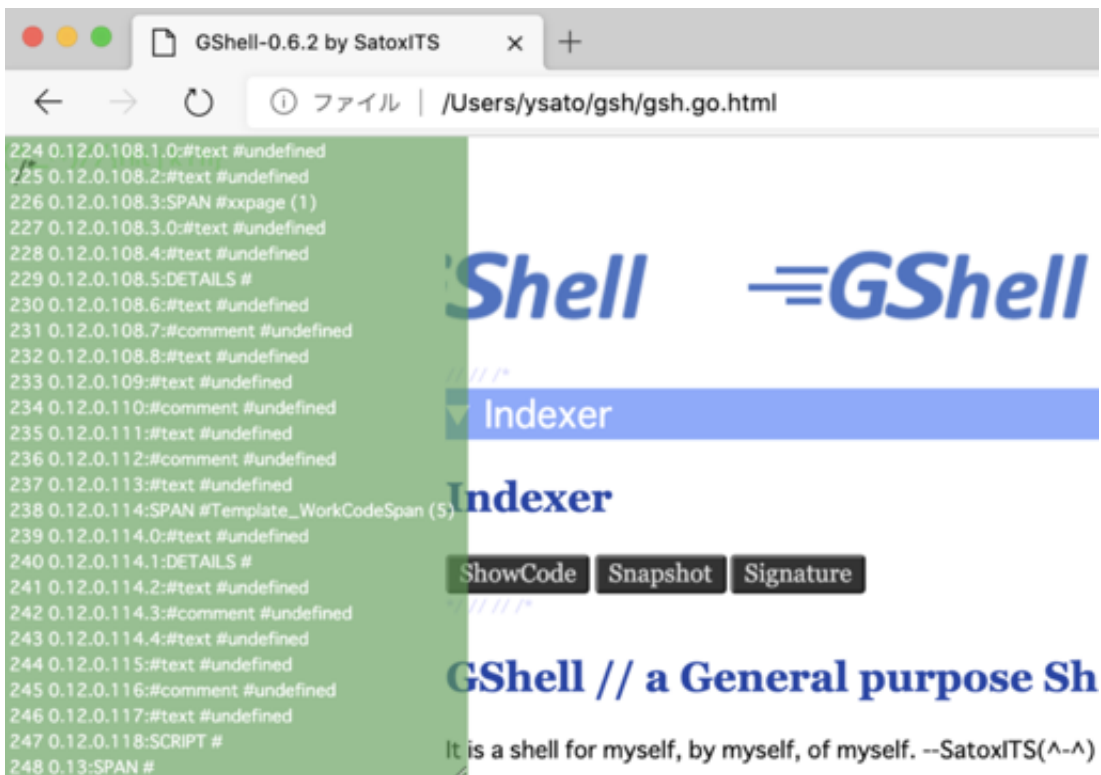 GShell-0.6.2 by SatoxITS
ファイル | /Users/ysato/gsh/gsh.go.html
224 0.12.0.108.1.0:#text #undefined
225 0.12.0.108.2:#text #undefined
226 0.12.0.108.3:SPAN #xxpage (1)
227 0.12.0.108.3.0:#text #undefined
228 0.12.0.108.4:#text #undefined
229 0.12.0.108.5:DETAILS #
230 0.12.0.108.6:#text #undefined
231 0.12.0.108.7:#comment #undefined
232 0.12.0.108.8:#text #undefined
233 0.12.0.109:#text #undefined
234 0.12.0.110:#comment #undefined
235 0.12.0.111:#text #undefined
236 0.12.0.112:#comment #undefined
237 0.12.0.113:#text #undefined
238 0.12.0.114:SPAN #Template_WorkCodeSpan (5)
239 0.12.0.114.0:#text #undefined
240 0.12.0.114.1:DETAILS #
241 0.12.0.114.2:#text #undefined
242 0.12.0.114.3:#comment #undefined
243 0.12.0.114.4:#text #undefined
244 0.12.0.115:#text #undefined
245 0.12.0.116:#comment #undefined
246 0.12.0.117:#text #undefined
247 0.12.0.118:SCRIPT #
248 0.13:SPAN #
/*
GShell GShell
// // /*
▼ Indexer
Indexer
ShowCode Snapshot Signature
*/ // // /*
GShell // a General purpose Sh
It is a shell for myself, by myself, of myself. --SatoxITS(^-^)